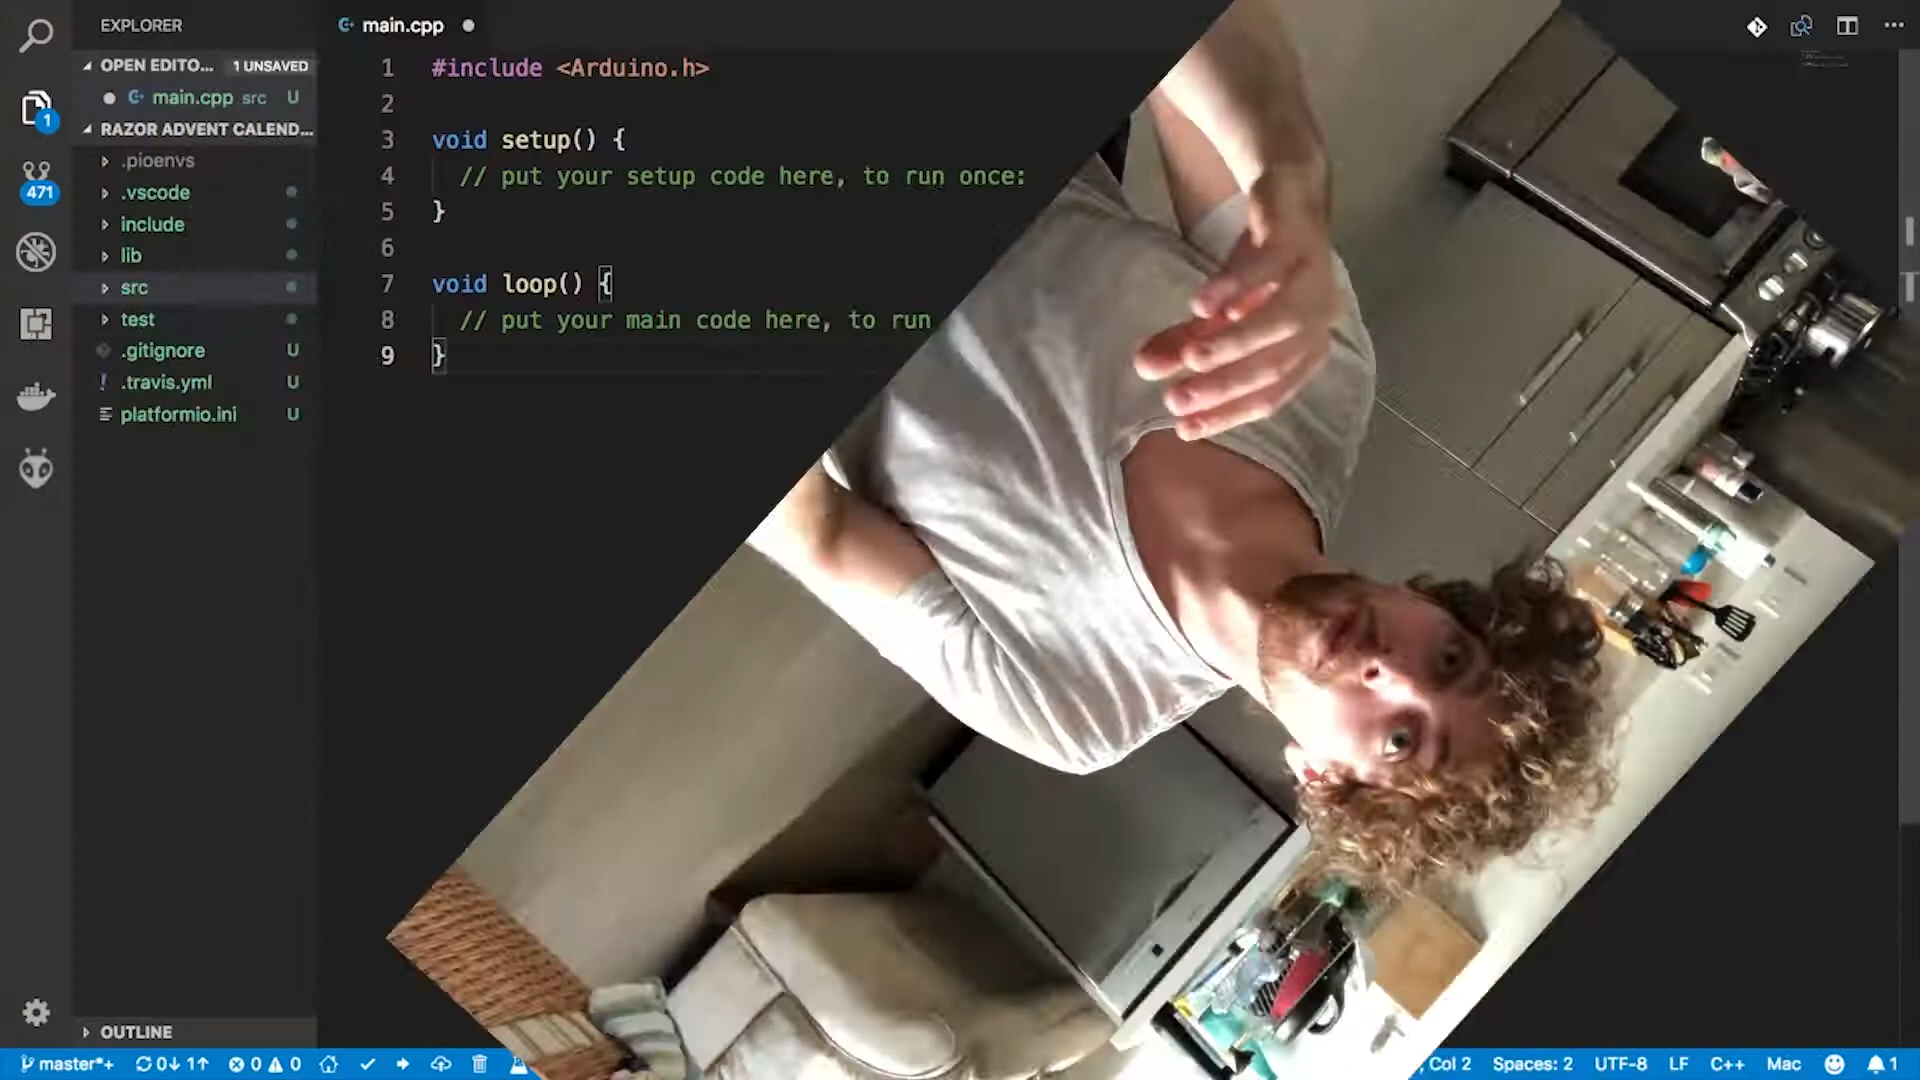 EXPLORER
OPEN EDITO... 1 UNSAVED
main.cpp src U
RAZOR ADVENT CALEND...
.pioenvs
.vscode
include
lib
src
test
.gitignore U
.travis.yml U
platformio.ini U
OUTLINE
1
471
main.cpp
1 #include <Arduino.h>
2
3 void setup() {
4 // put your setup code here, to run once:
5 }
6
7 void loop() {
8 // put your main code here, to run
9 }
master*+ 0↓ 1↑ 0 0
, Col 2 Spaces: 2 UTF-8 LF C++ Mac 1